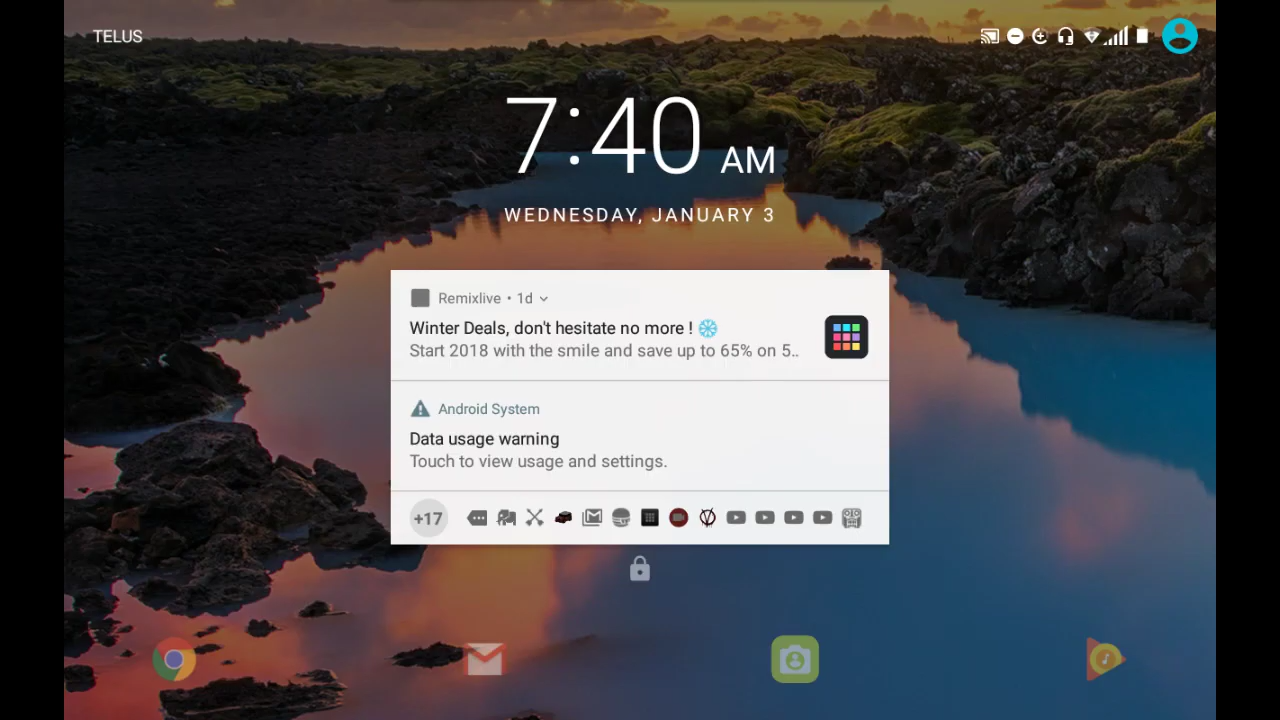 TELUS
7:40 AM
WEDNESDAY, JANUARY 3
Remixlive • 1d
Winter Deals, don't hesitate no more ! ❄
Start 2018 with the smile and save up to 65% on 5..
Android System
Data usage warning
Touch to view usage and settings.
+17